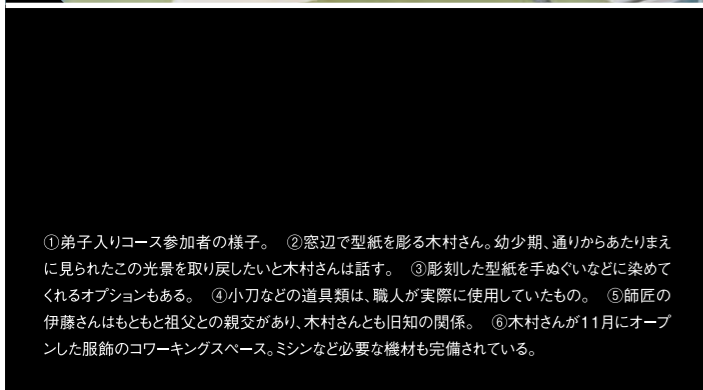 ①弟子入りコース参加者の様子。　②窓辺で型紙を彫る木村さん。幼少期、通りからあたりまえ
に見られたこの光景を取り戻したいと木村さんは話す。　③彫刻した型紙を手ぬぐいなどに染めて
くれるオプションもある。　④小刀などの道具類は、職人が実際に使用していたもの。　⑤師匠の
伊藤さんはもともと祖父との親交があり、木村さんとも旧知の関係。　⑥木村さんが11月にオープ
ンした服飾のコワーキングスペース。ミシンなど必要な機材も完備されている。